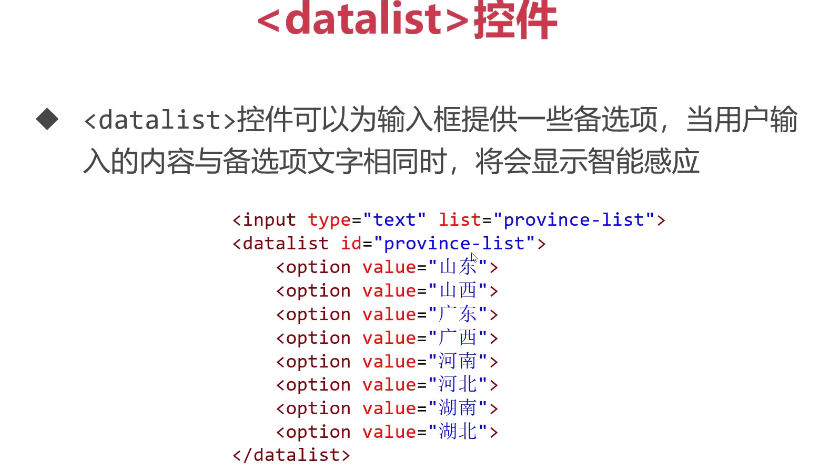 <datalist>控件
◆ <datalist>控件可以为输入框提供一些备选项，当用户输
入的内容与备选项文字相同时，将会显示智能感应
<input type="text" list="province-list">
<datalist id="province-list">
    <option value="山东">
    <option value="山西">
    <option value="广东">
    <option value="广西">
    <option value="河南">
    <option value="河北">
    <option value="湖南">
    <option value="湖北">
</datalist>